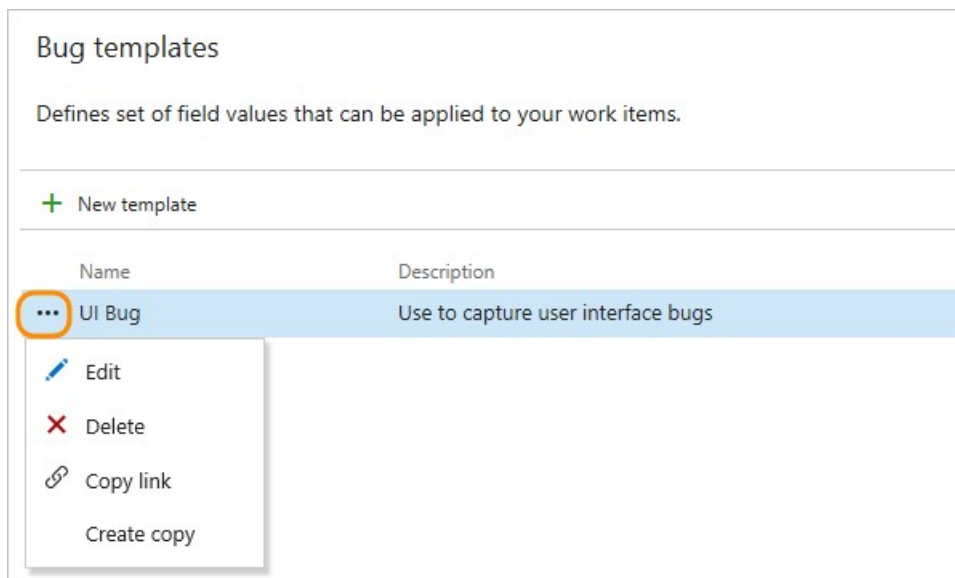 Bug templates
Defines set of field values that can be applied to your work items.
New template
Name Description
UI Bug Use to capture user interface bugs
Edit
Delete
Copy link
Create copy